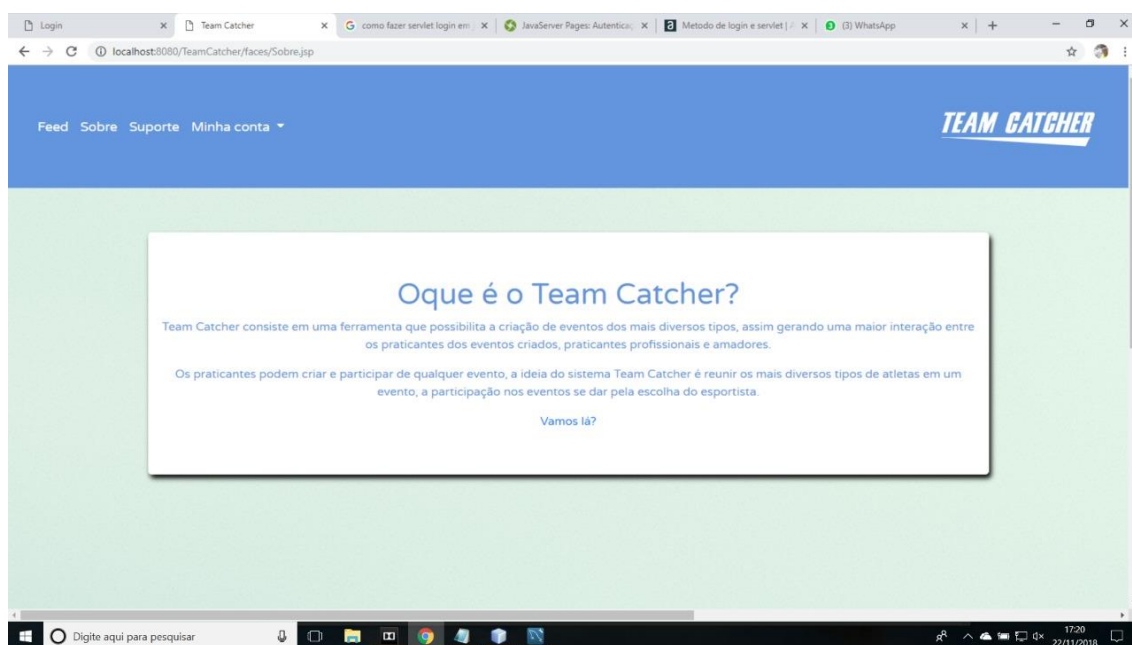 Login
Team Catcher
como fazer servlet login em
JavaServer Pages: Autentica
Metodo de login e servlet |
(3) WhatsApp
localhost:8080/TeamCatcher/faces/Sobre.jsp
Feed Sobre Suporte Minha conta
TEAM CATCHER
Oque é o Team Catcher?
Team Catcher consiste em uma ferramenta que possibilita a criação de eventos dos mais diversos tipos, assim gerando uma maior interação entre
os praticantes dos eventos criados, praticantes profissionais e amadores.
Os praticantes podem criar e participar de qualquer evento, a ideia do sistema Team Catcher é reunir os mais diversos tipos de atletas em um
evento, a participação nos eventos se dar pela escolha do esportista.
Vamos lá?
Digite aqui para pesquisar
17:20
22/11/2018